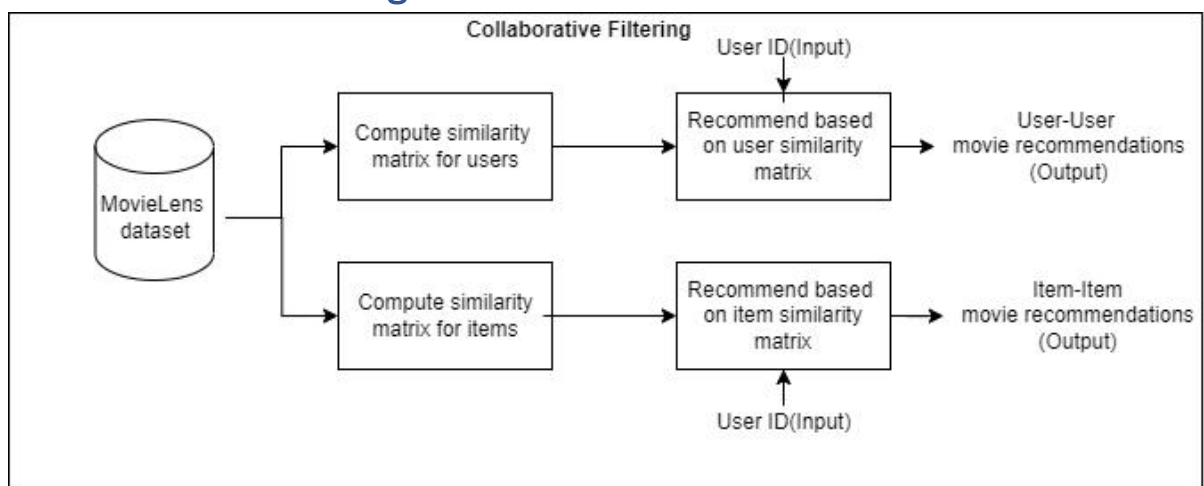 Collaborative Filtering
User ID(Input)
Compute similarity
matrix for users
Recommend based
on user similarity
matrix
User-User
movie recommendations
(Output)
MovieLens
dataset
Compute similarity
matrix for items
Recommend based
on item similarity
matrix
Item-Item
movie recommendations
(Output)
User ID(Input)